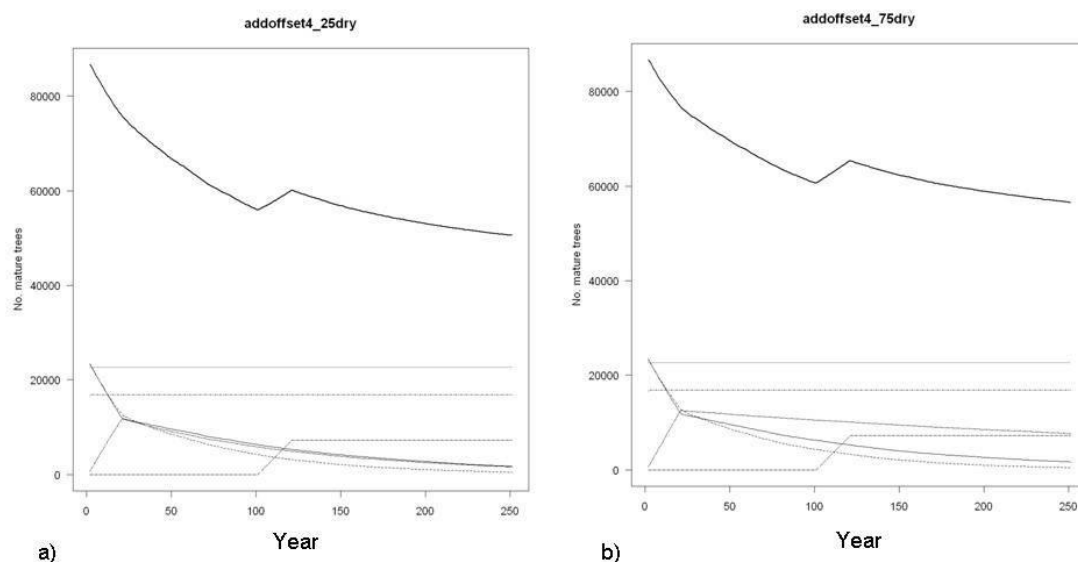 addoffset4_25dry
No. mature trees
80000
60000
40000
20000
0
0 50 100 150 200 250
Year
a)
addoffset4_75dry
No. mature trees
80000
60000
40000
20000
0
0 50 100 150 200 250
Year
b)